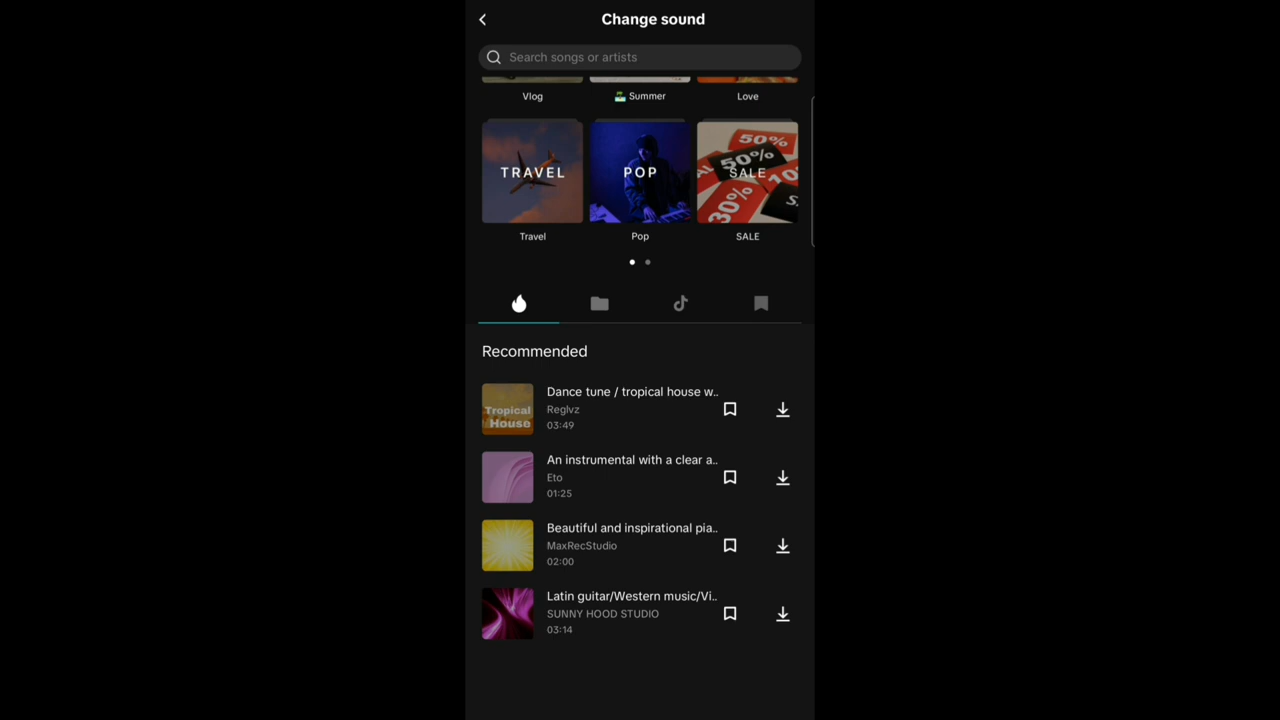 Change sound
Search songs or artists
Vlog
Summer
Love
TRAVEL
POP
50%
50%
SALE
30%
Travel
Pop
SALE
Recommended
Dance tune / tropical house w..
Reglvz
03:49
Tropical
House
An instrumental with a clear a..
Eto
01:25
Beautiful and inspirational pia..
MaxRecStudio
02:00
Latin guitar/Western music/Vi..
SUNNY HOOD STUDIO
03:14